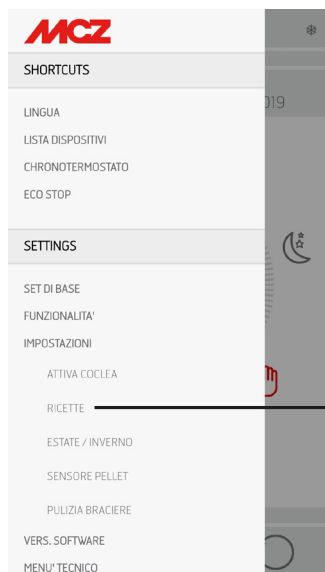 MCZ
SHORTCUTS
019
LINGUA
LISTA DISPOSITIVI
CHRONOTERMOSTATO
ECO STOP
SETTINGS
SET DI BASE
FUNZIONALITA'
IMPOSTAZIONI
ATTIVA COCLEA
RICETTE
ESTATE / INVERNO
SENSORE PELLET
PULIZIA BRACIERE
VERS. SOFTWARE
MENU' TECNICO